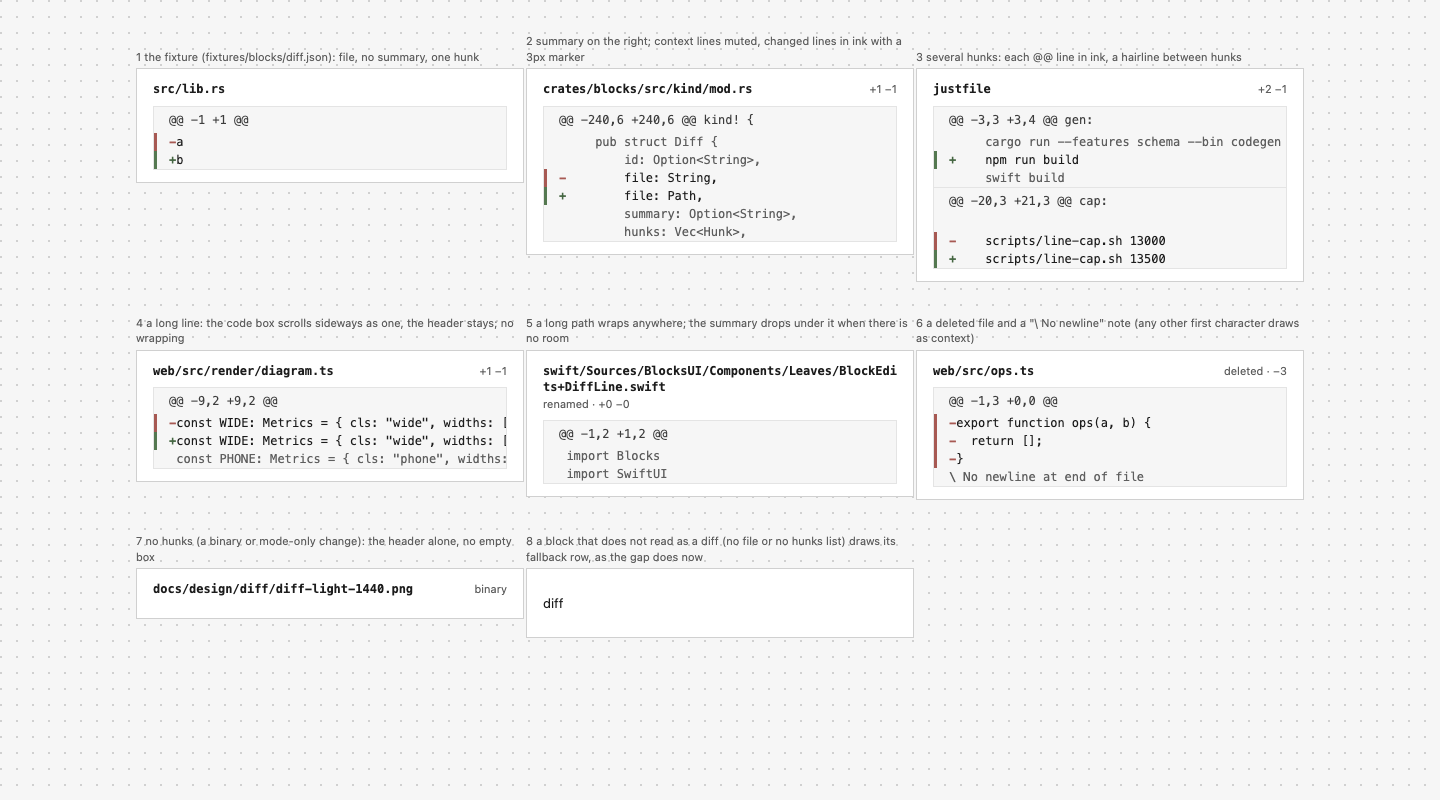 1 the fixture (fixtures/blocks/diff.json): file, no summary, one hunk
src/lib.rs
@@ −1 +1 @@
−a
+b
2 summary on the right; context lines muted, changed lines in ink with a
3px marker
crates/blocks/src/kind/mod.rs
+1 −1
@@ −240,6 +240,6 @@ kind! {
pub struct Diff {
id: Option<String>,
− file: String,
+ file: Path,
summary: Option<String>,
hunks: Vec<Hunk>,
3 several hunks: each @@ line in ink, a hairline between hunks
justfile
+2 −1
@@ −3,3 +3,4 @@ gen:
cargo run −−features schema −−bin codegen
+ npm run build
swift build
@@ −20,3 +21,3 @@ cap:
− scripts/line−cap.sh 13000
+ scripts/line−cap.sh 13500
4 a long line: the code box scrolls sideways as one, the header stays; no
wrapping
web/src/render/diagram.ts
+1 −1
@@ −9,2 +9,2 @@
−const WIDE: Metrics = { cls: "wide", widths: [
+const WIDE: Metrics = { cls: "wide", widths: [
const PHONE: Metrics = { cls: "phone", widths:
5 a long path wraps anywhere; the summary drops under it when there is
no room
swift/Sources/BlocksUI/Components/Leaves/BlockEdi
ts+DiffLine.swift
renamed · +0 −0
@@ −1,2 +1,2 @@
import Blocks
import SwiftUI
6 a deleted file and a "\ No newline" note (any other first character draws
as context)
web/src/ops.ts
deleted · −3
@@ −1,3 +0,0 @@
−export function ops(a, b) {
− return [];
−}
\ No newline at end of file
7 no hunks (a binary or mode-only change): the header alone, no empty
box
docs/design/diff/diff−light−1440.png
binary
8 a block that does not read as a diff (no file or no hunks list) draws its
fallback row, as the gap does now
diff